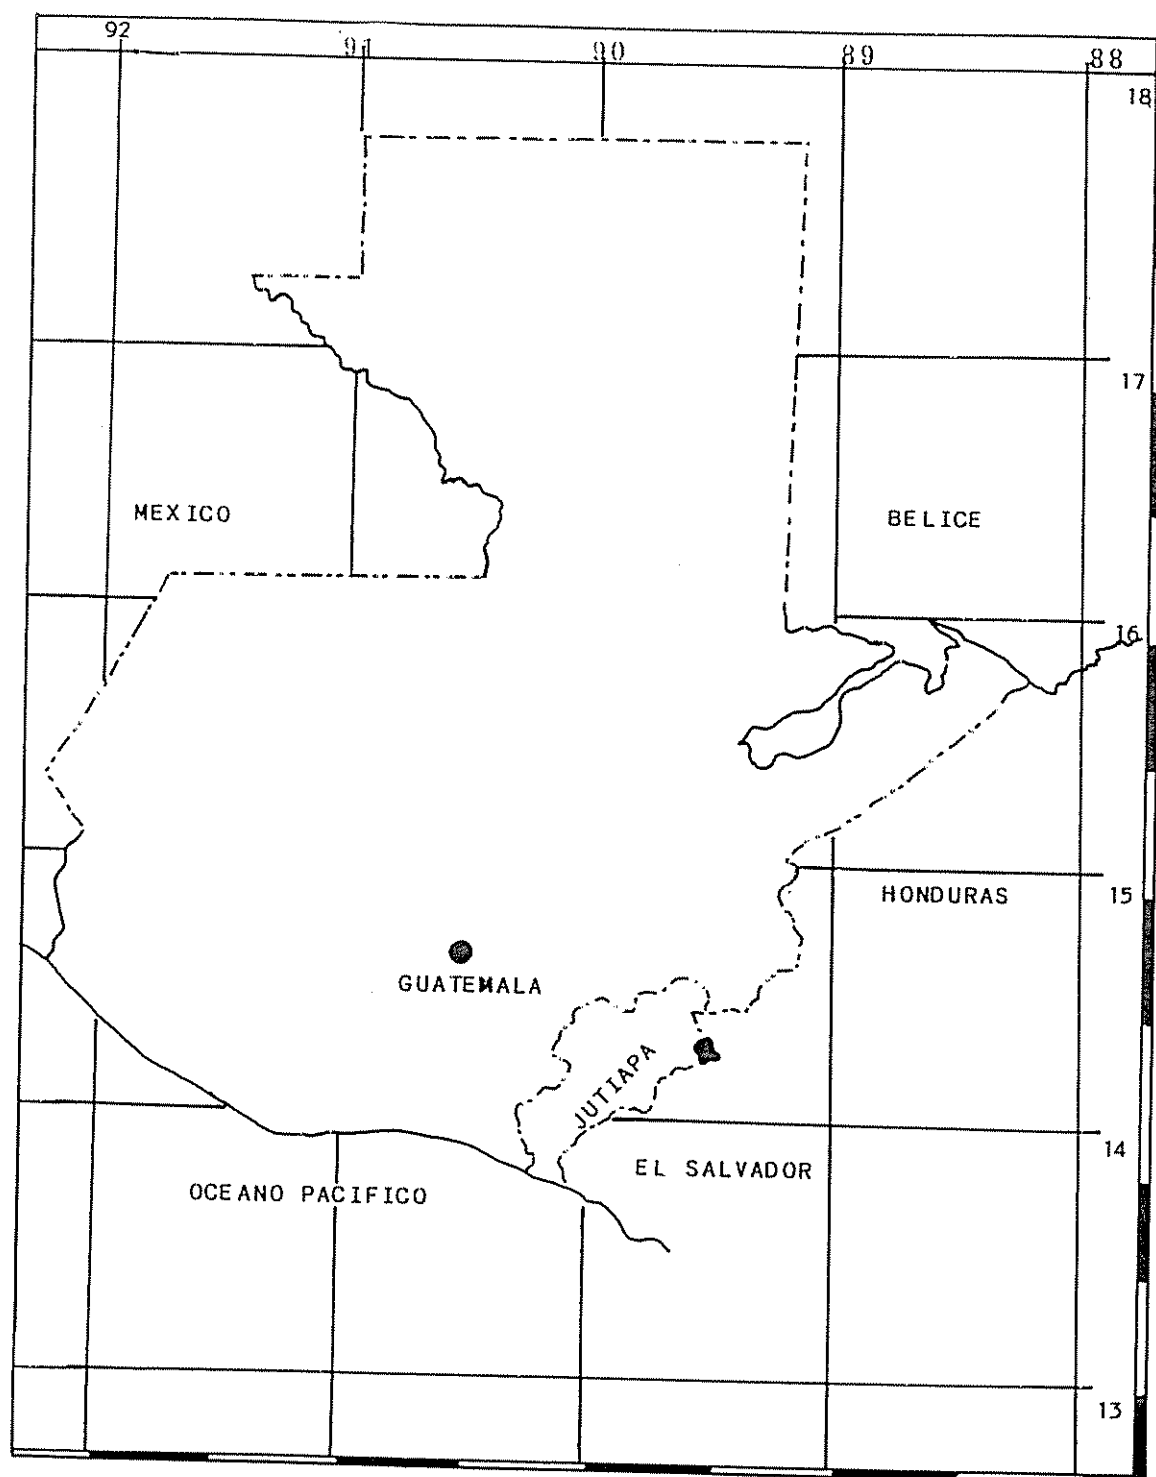 92 91 90 89 88
18
17
MEXICO
BELICE
16
15
HONDURAS
GUATEMALA
JUTIAPA
14
EL SALVADOR
OCEANO PACIFICO
13